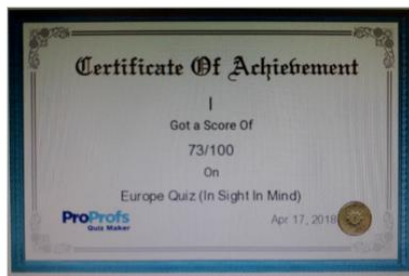 Certificate Of Achievement
I
Got a Score Of
73/100
On
Europe Quiz (In Sight In Mind)
ProProfs
Quiz Maker
Apr 17, 2018